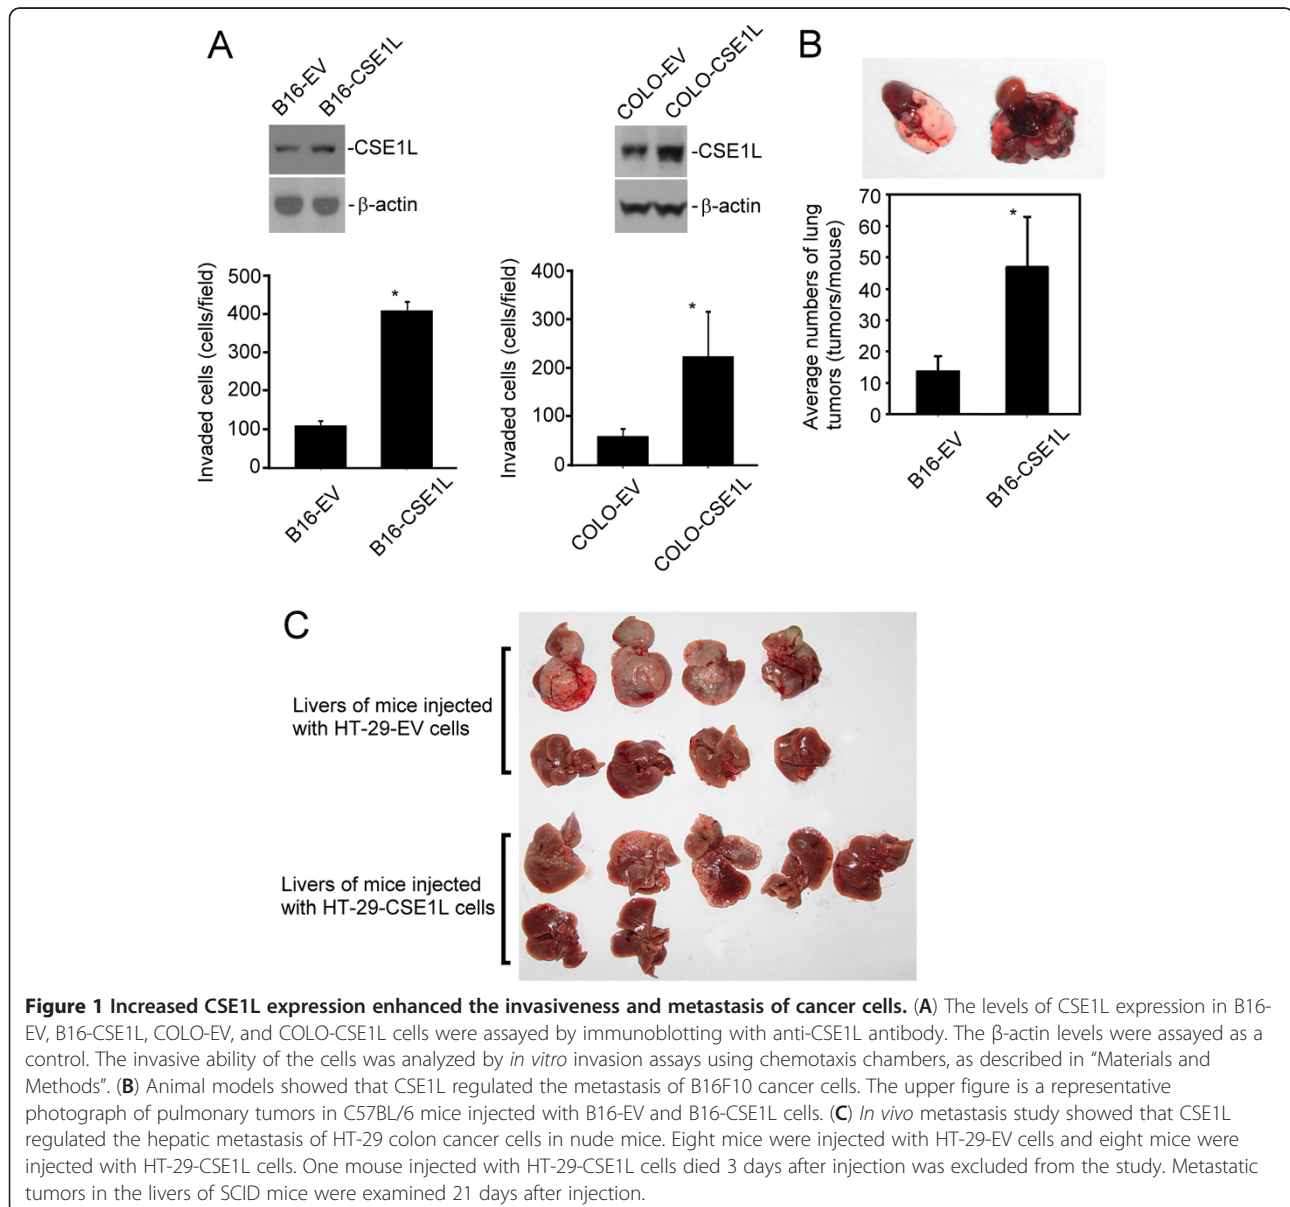 A
B16-EV
B16-CSE1L
-CSE1L
-β-actin
Invaded cells (cells/field)
500
400
300
200
100
0
*
B16-EV
B16-CSE1L
COLO-EV
COLO-CSE1L
-CSE1L
-β-actin
Invaded cells (cells/field)
400
300
200
100
0
*
COLO-EV
COLO-CSE1L
B
Average numbers of lung
tumors (tumors/mouse)
70
60
50
40
30
20
10
0
*
B16-EV
B16-CSE1L
C
Livers of mice injected
with HT-29-EV cells
Livers of mice injected
with HT-29-CSE1L cells
Figure 1 Increased CSE1L expression enhanced the invasiveness and metastasis of cancer cells. (A) The levels of CSE1L expression in B16-
EV, B16-CSE1L, COLO-EV, and COLO-CSE1L cells were assayed by immunoblotting with anti-CSE1L antibody. The β-actin levels were assayed as a
control. The invasive ability of the cells was analyzed by in vitro invasion assays using chemotaxis chambers, as described in “Materials and
Methods”. (B) Animal models showed that CSE1L regulated the metastasis of B16F10 cancer cells. The upper figure is a representative
photograph of pulmonary tumors in C57BL/6 mice injected with B16-EV and B16-CSE1L cells. (C) In vivo metastasis study showed that CSE1L
regulated the hepatic metastasis of HT-29 colon cancer cells in nude mice. Eight mice were injected with HT-29-EV cells and eight mice were
injected with HT-29-CSE1L cells. One mouse injected with HT-29-CSE1L cells died 3 days after injection was excluded from the study. Metastatic
tumors in the livers of SCID mice were examined 21 days after injection.